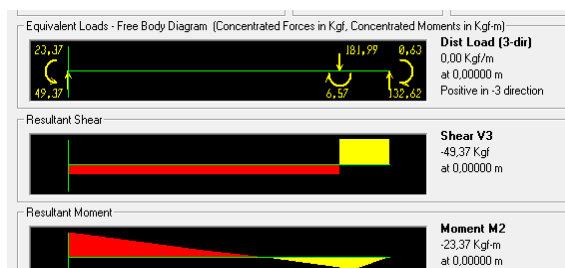 Equivalent Loads - Free Body Diagram (Concentrated Forces in Kgf, Concentrated Moments in Kgf-m)
23,37
181,99
0,63
49,37
6,57
132,62
Dist Load (3-dir)
0,00 Kgf/m
at 0,00000 m
Positive in -3 direction
Resultant Shear
Shear V3
-49,37 Kgf
at 0,00000 m
Resultant Moment
Moment M2
-23,37 Kgf-m
at 0,00000 m